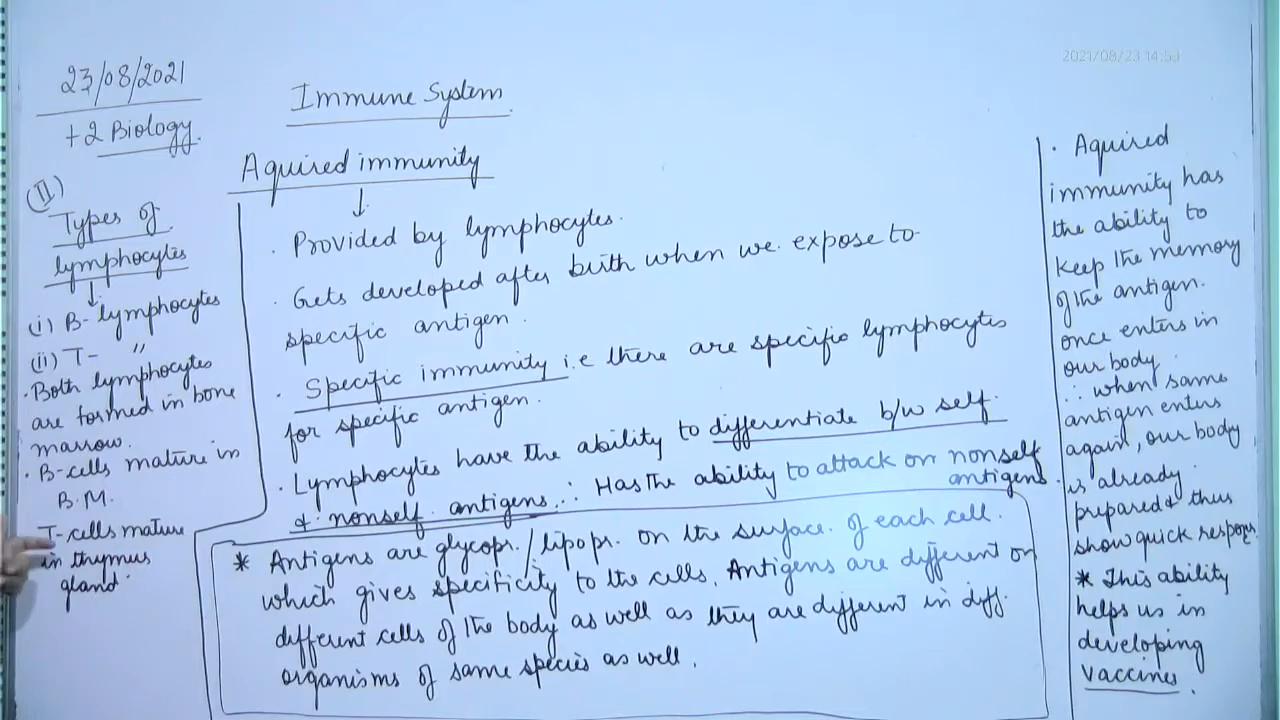 2021/08/23 14:53
23/08/2021
+2 Biology.
Immune System
Aquired immunity
(II)
Types of
lymphocytes
(i) B-lymphocytes
(ii) T- "
· Both lymphocytes
are formed in bone
marrow.
· B-cells mature in
B.M.
T-cells mature
in thymus
gland.
· Provided by lymphocytes.
· Gets developed after birth when we expose to
specific antigen.
· Specific immunity i.e there are specific lymphocytes
for specific antigen.
· Lymphocytes have the ability to differentiate b/w self
& nonself antigens. ∴ Has the ability to attack on nonself
antigens.
* Antigens are glycopr./lipopr. on the surface of each cell.
which gives specificity to the cells. Antigens are different on
different cells of the body as well as they are different in diff.
organisms of same species as well.
· Aquired
immunity has
the ability to
keep the memory
of the antigen.
once enters in
our body.
∴ when same
antigen enters
again, our body
is already
prepared & thus
show quick respons
* This ability
helps us in
developing
vaccines.